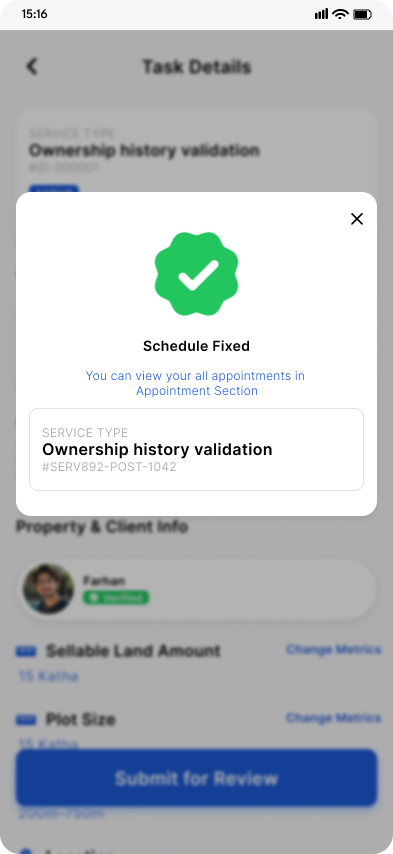 15:16
Task Details
SERVICE TYPE
Ownership history validation
#ID-000001
Schedule Fixed
You can view your all appointments in
Appointment Section
SERVICE TYPE
Ownership history validation
#SERV892-POST-1042
Property & Client Info
Farhan
Verified
Sellable Land Amount
Change Metrics
15 Katha
Plot Size
Change Metrics
15 Katha
Submit for Review
200m-750m